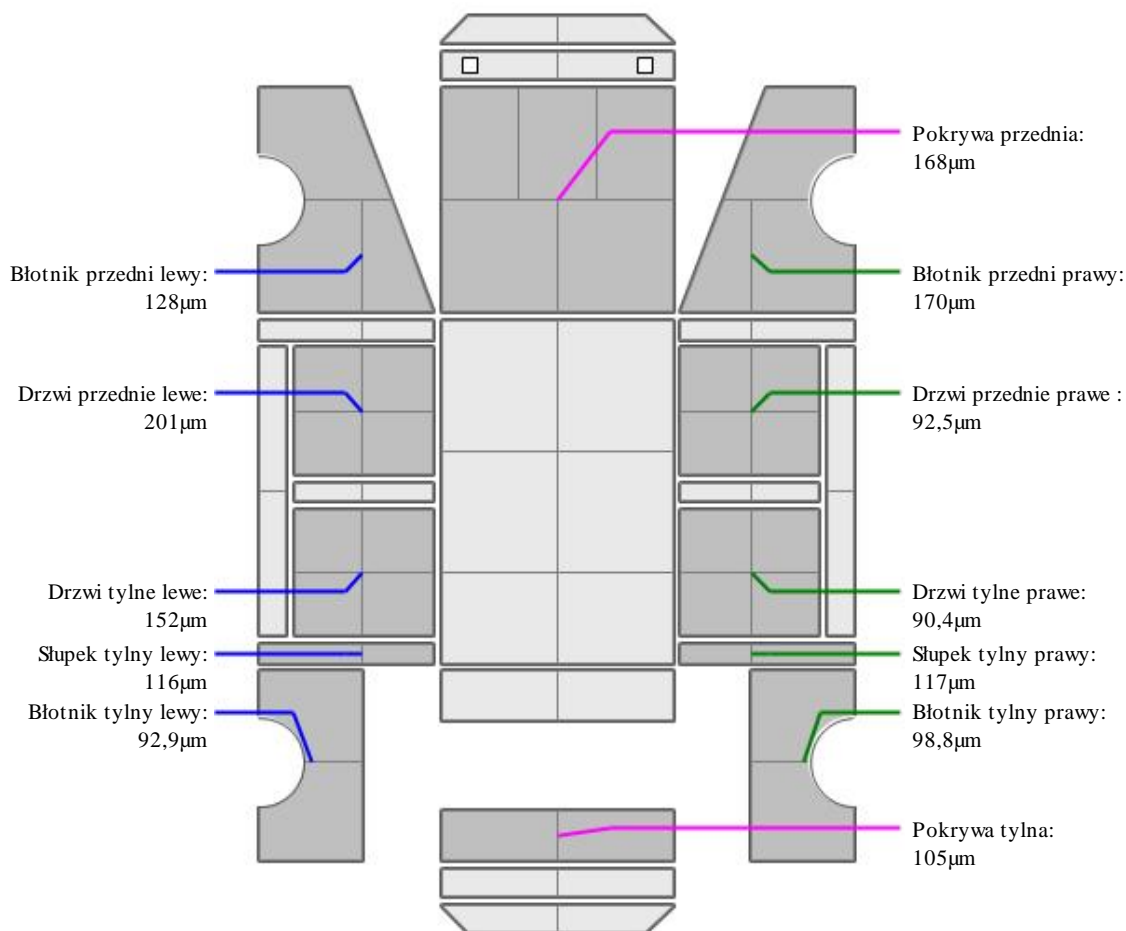 Pokrywa przednia:
168µm
Błotnik przedni lewy:
128µm
Błotnik przedni prawy:
170µm
Drzwi przednie lewe:
201µm
Drzwi przednie prawe :
92,5µm
Drzwi tylne lewe:
152µm
Drzwi tylne prawe:
90,4µm
Słupek tylny lewy:
116µm
Słupek tylny prawy:
117µm
Błotnik tylny lewy:
92,9µm
Błotnik tylny prawy:
98,8µm
Pokrywa tylna:
105µm